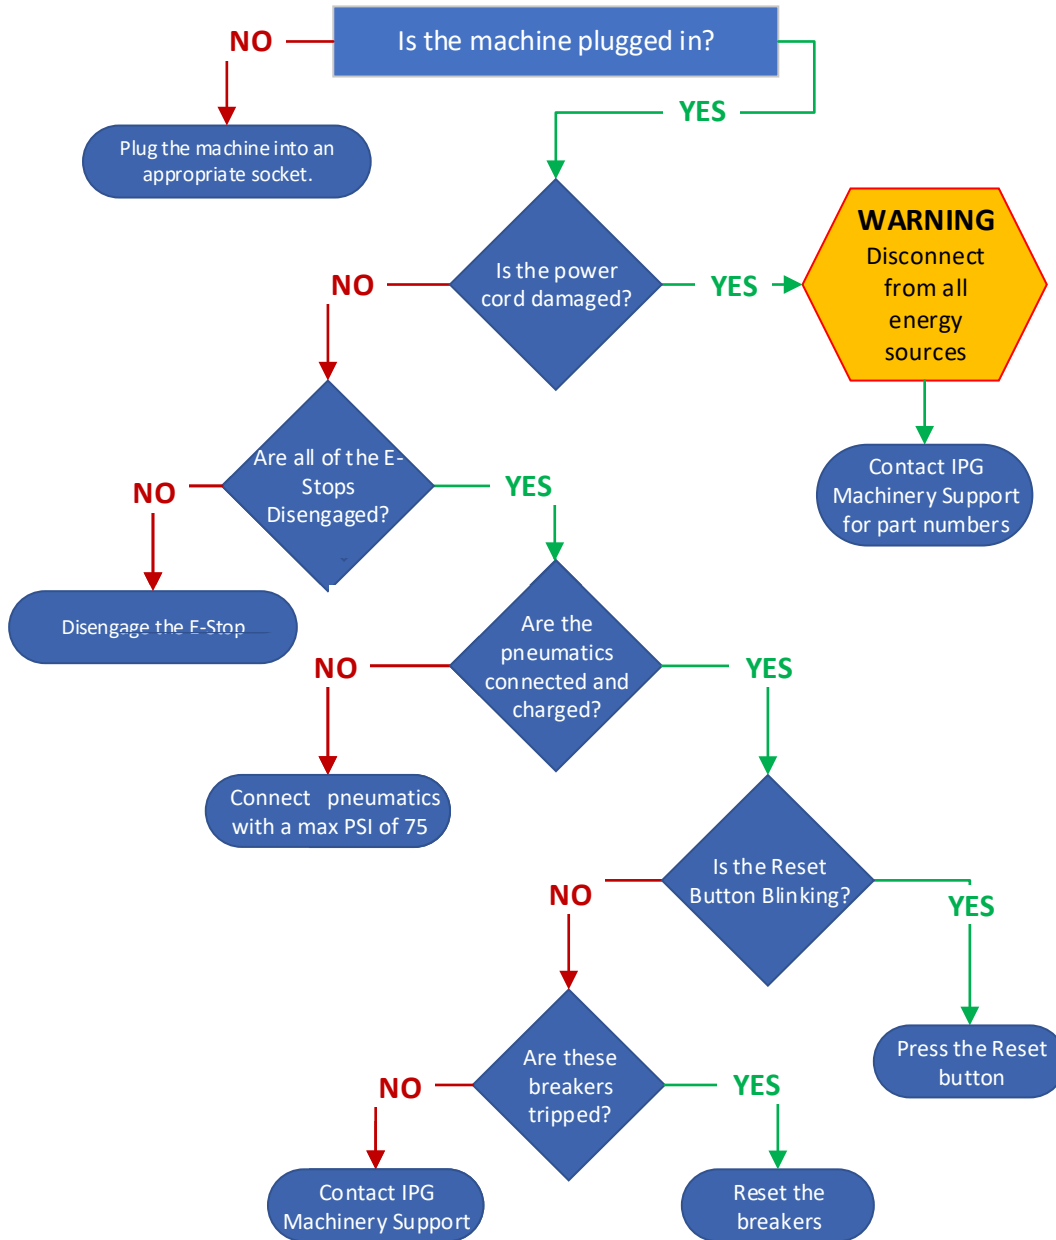 Is the machine plugged in?
NO
YES
Plug the machine into an
appropriate socket.
Is the power
cord damaged?
NO
YES
WARNING
Disconnect
from all
energy
sources
Contact IPG
Machinery Support
for part numbers
Are all of the E-
Stops
Disengaged?
NO
YES
Disengage the E-Stop
Are the
pneumatics
connected and
charged?
NO
YES
Connect pneumatics
with a max PSI of 75
Is the Reset
Button Blinking?
NO
YES
Press the Reset
button
Are these
breakers
tripped?
NO
YES
Contact IPG
Machinery Support
Reset the
breakers